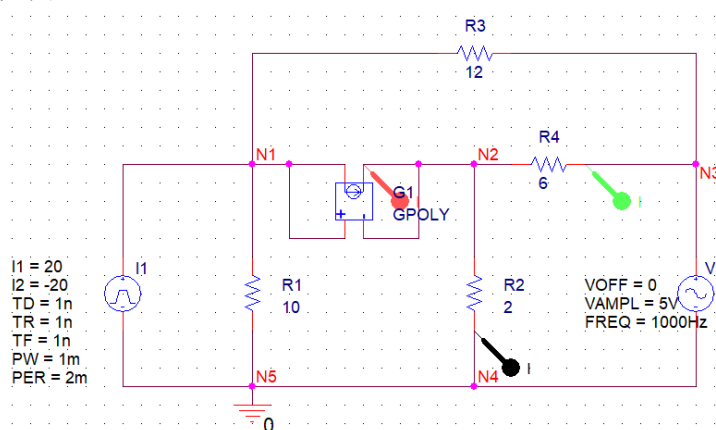 R3
12
N1
N2
R4
N3
G1
GPOLY
6
I
+
-
I1 = 20
I2 = -20
TD = 1n
TR = 1n
TF = 1n
PW = 1m
PER = 2m
I1
R1
10
R2
2
VOFF = 0
VAMPL = 5V
FREQ = 1000Hz
V
I
N5
N4
0